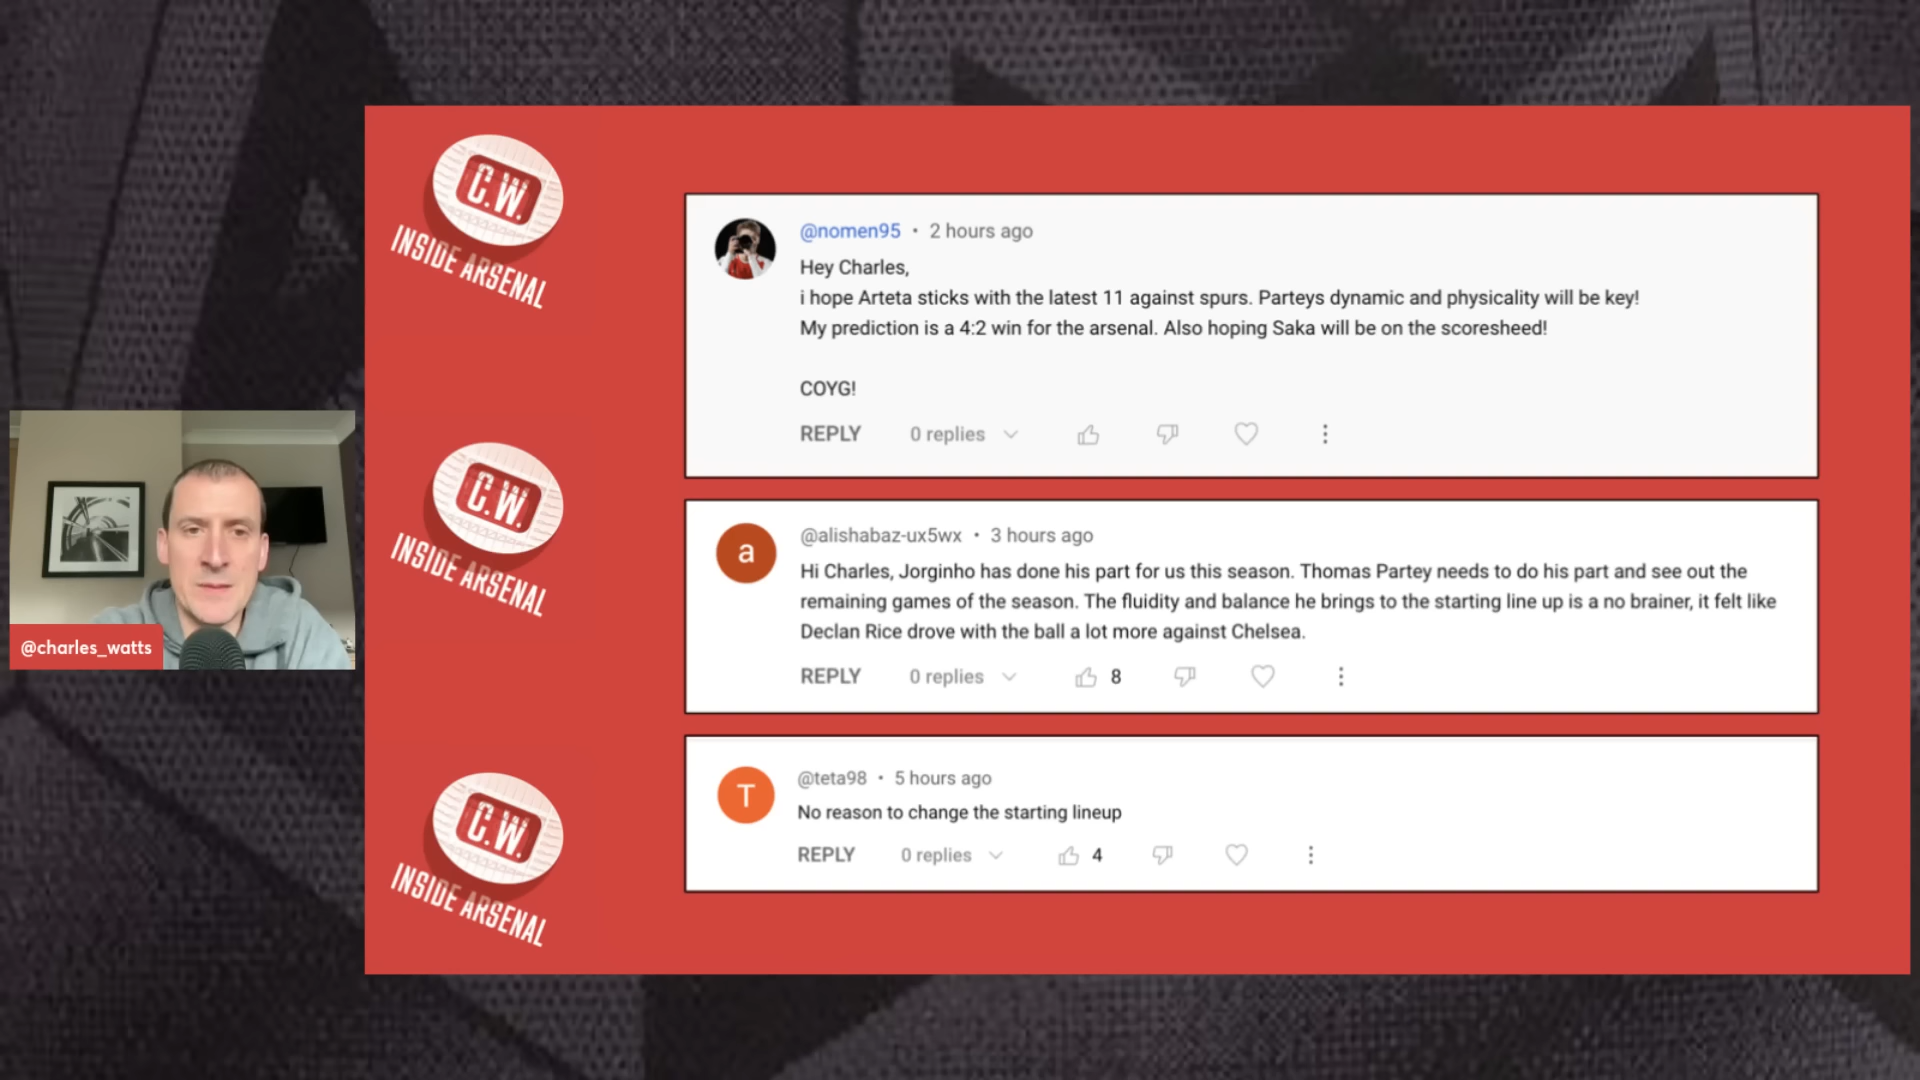 C.W.
INSIDE ARSENAL
C.W.
INSIDE ARSENAL
C.W.
INSIDE ARSENAL
@charles_watts
@nomen95 • 2 hours ago
Hey Charles,
i hope Arteta sticks with the latest 11 against spurs. Parteys dynamic and physicality will be key!
My prediction is a 4:2 win for the arsenal. Also hoping Saka will be on the scoresheed!
COYG!
REPLY 0 replies
a
@alishabaz-ux5wx • 3 hours ago
Hi Charles, Jorginho has done his part for us this season. Thomas Partey needs to do his part and see out the
remaining games of the season. The fluidity and balance he brings to the starting line up is a no brainer, it felt like
Declan Rice drove with the ball a lot more against Chelsea.
REPLY 0 replies 8
T
@teta98 • 5 hours ago
No reason to change the starting lineup
REPLY 0 replies 4